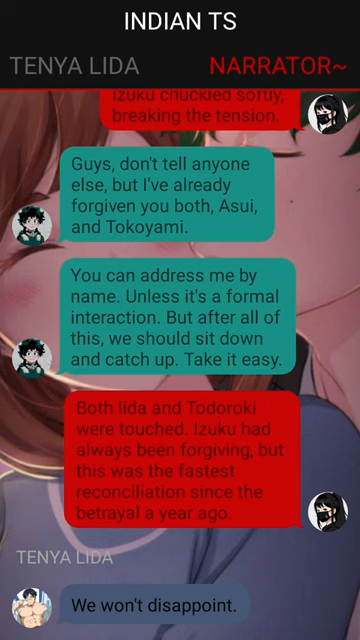 INDIAN TS
TENYA LIDA NARRATOR~
Izuku chuckled softly,
breaking the tension.
Guys, don't tell anyone
else, but I've already
forgiven you both, Asui,
and Tokoyami.
You can address me by
name. Unless it's a formal
interaction. But after all of
this, we should sit down
and catch up. Take it easy.
Both Iida and Todoroki
were touched. Izuku had
always been forgiving, but
this was the fastest
reconciliation since the
betrayal a year ago.
TENYA LIDA
We won't disappoint.